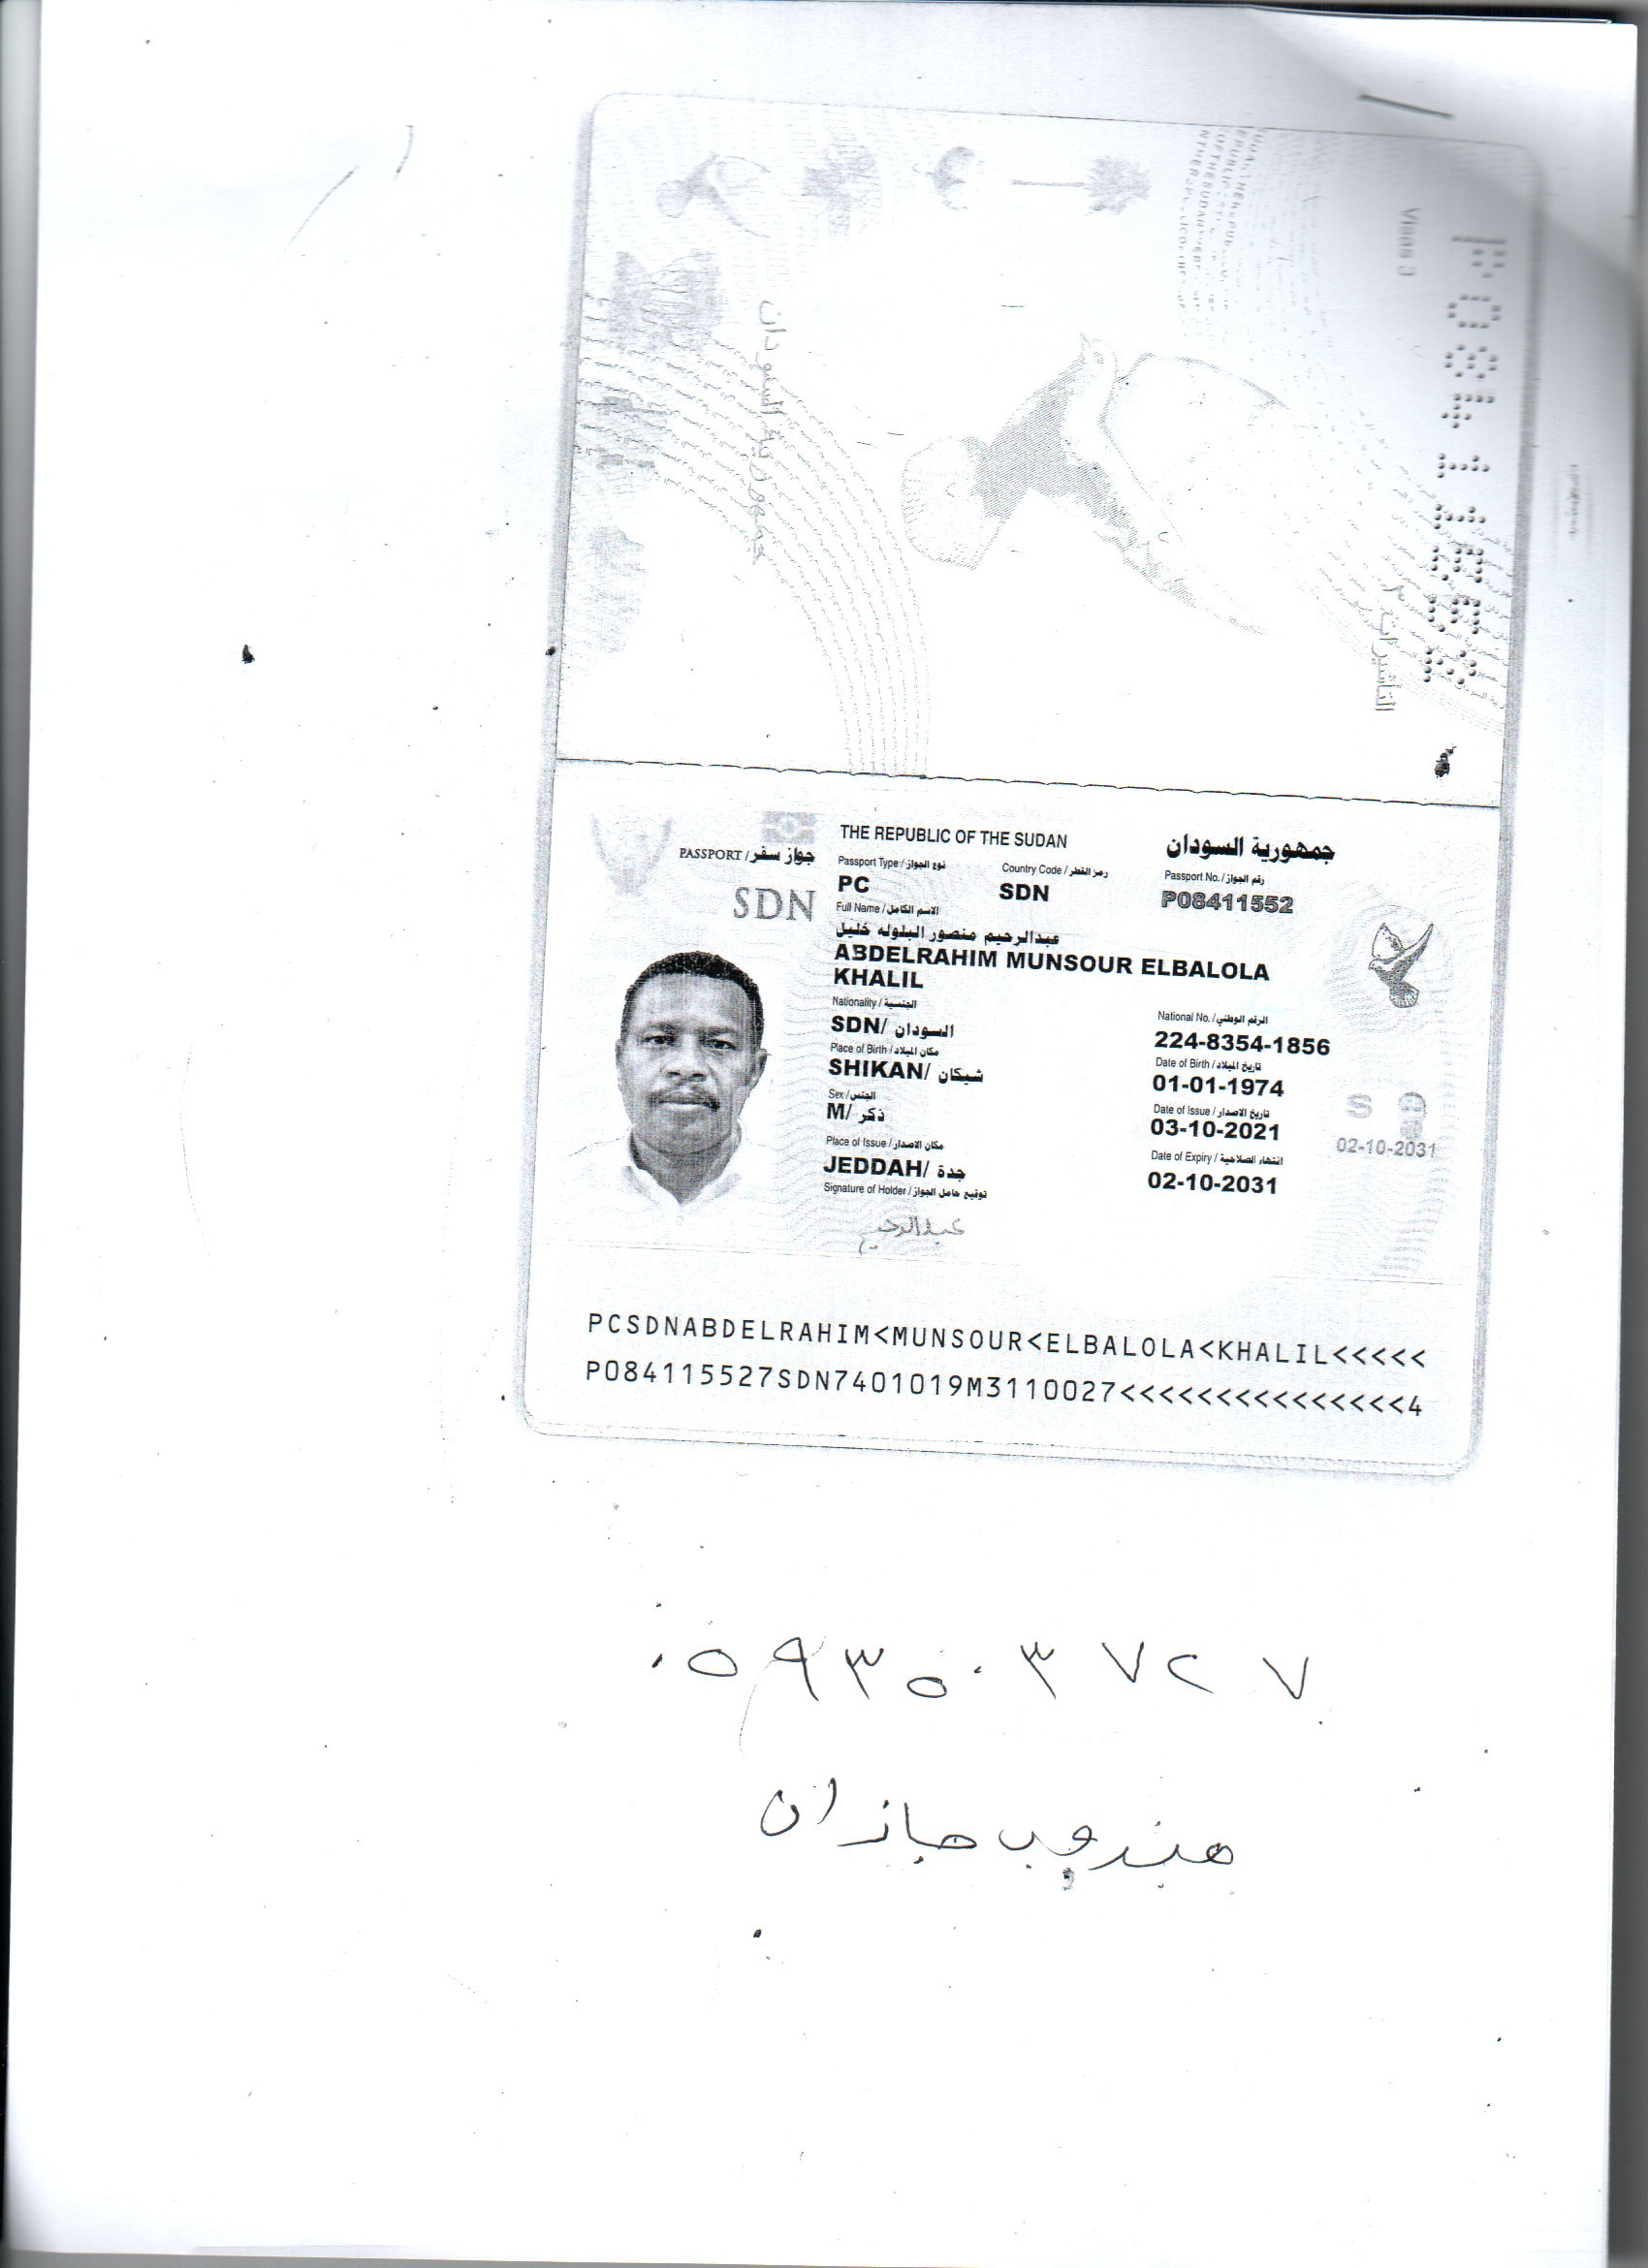 P08411552
Visas 3
التأشيرات
جمهورية السودان
THE REPUBLIC OF THE SUDAN
جمهورية السودان
PASSPORT / جواز سفر
SDN
Passport Type / نوع الجواز
Country Code / رمز القطر
Passport No. / رقم الجواز
PC
SDN
P08411552
Full Name / الاسم الكامل
عبدالرحيم منصور البلوله خليل
ABDELRAHIM MUNSOUR ELBALOLA
KHALIL
Nationality / الجنسية
National No. / الرقم الوطني
SDN/ السودان
224-8354-1856
Place of Birth / مكان الميلاد
Date of Birth / تاريخ الميلاد
SHIKAN/ شيكان
01-01-1974
Sex / الجنس
Date of Issue / تاريخ الاصدار
M/ ذكر
03-10-2021
Place of Issue / مكان الاصدار
Date of Expiry / انتهاء الصلاحية
JEDDAH/ جدة
02-10-2031
02-10-2031
Signature of Holder / توقيع حامل الجواز
عبدالرحيم
PCSDNABDELRAHIM<MUNSOUR<ELBALOLA<KHALIL<<<<<
P084115527SDN7401019M3110027<<<<<<<<<<<<<<<4
٠٥٩٣٥٠٣٧٢٧
مندوب جازان